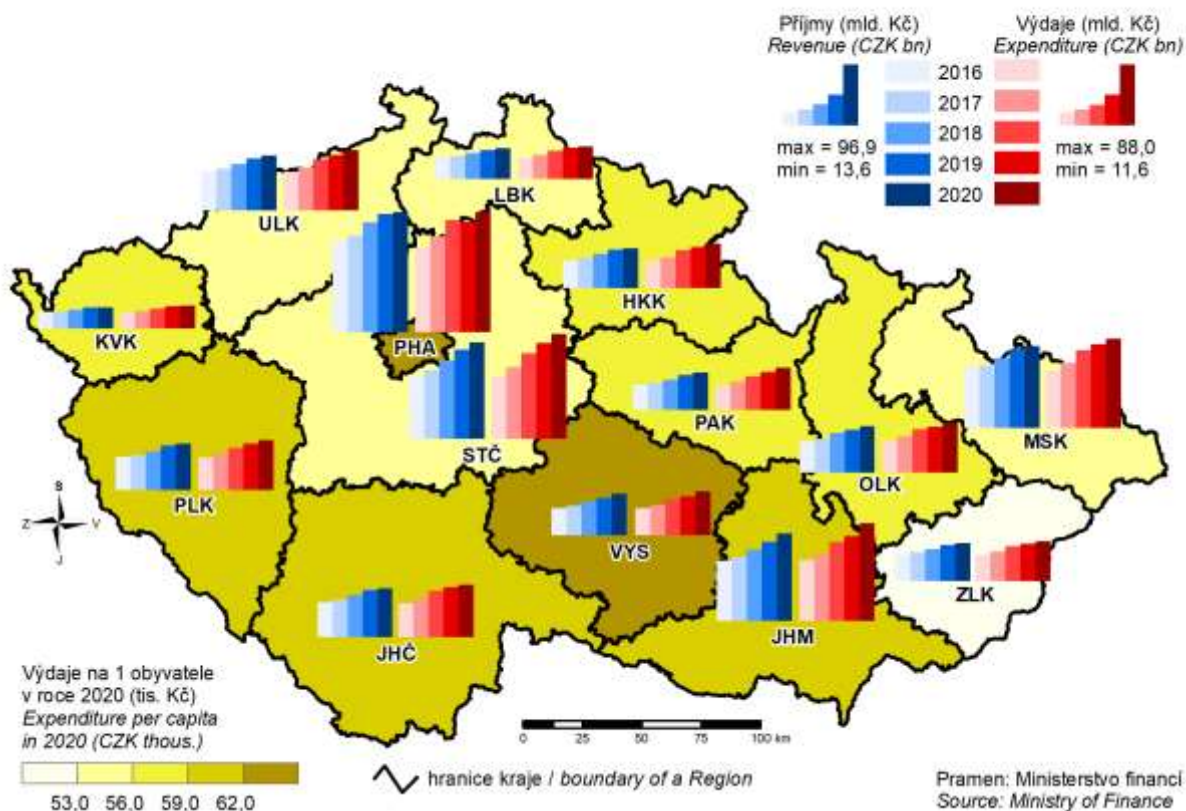 Příjmy (mld. Kč)
Revenue (CZK bn)
Výdaje (mld. Kč)
Expenditure (CZK bn)
2016
2017
2018
2019
2020
max = 96,9
min = 13,6
max = 88,0
min = 11,6
ULK
LBK
HKK
KVK
PHA
PAK
MSK
STČ
OLK
PLK
VYS
ZLK
JHČ
JHM
S
Z V
J
Výdaje na 1 obyvatele
v roce 2020 (tis. Kč)
Expenditure per capita
in 2020 (CZK thous.)
53,0 56,0 59,0 62,0
0 25 50 75 100 km
hranice kraje / boundary of a Region
Pramen: Ministerstvo financí
Source: Ministry of Finance